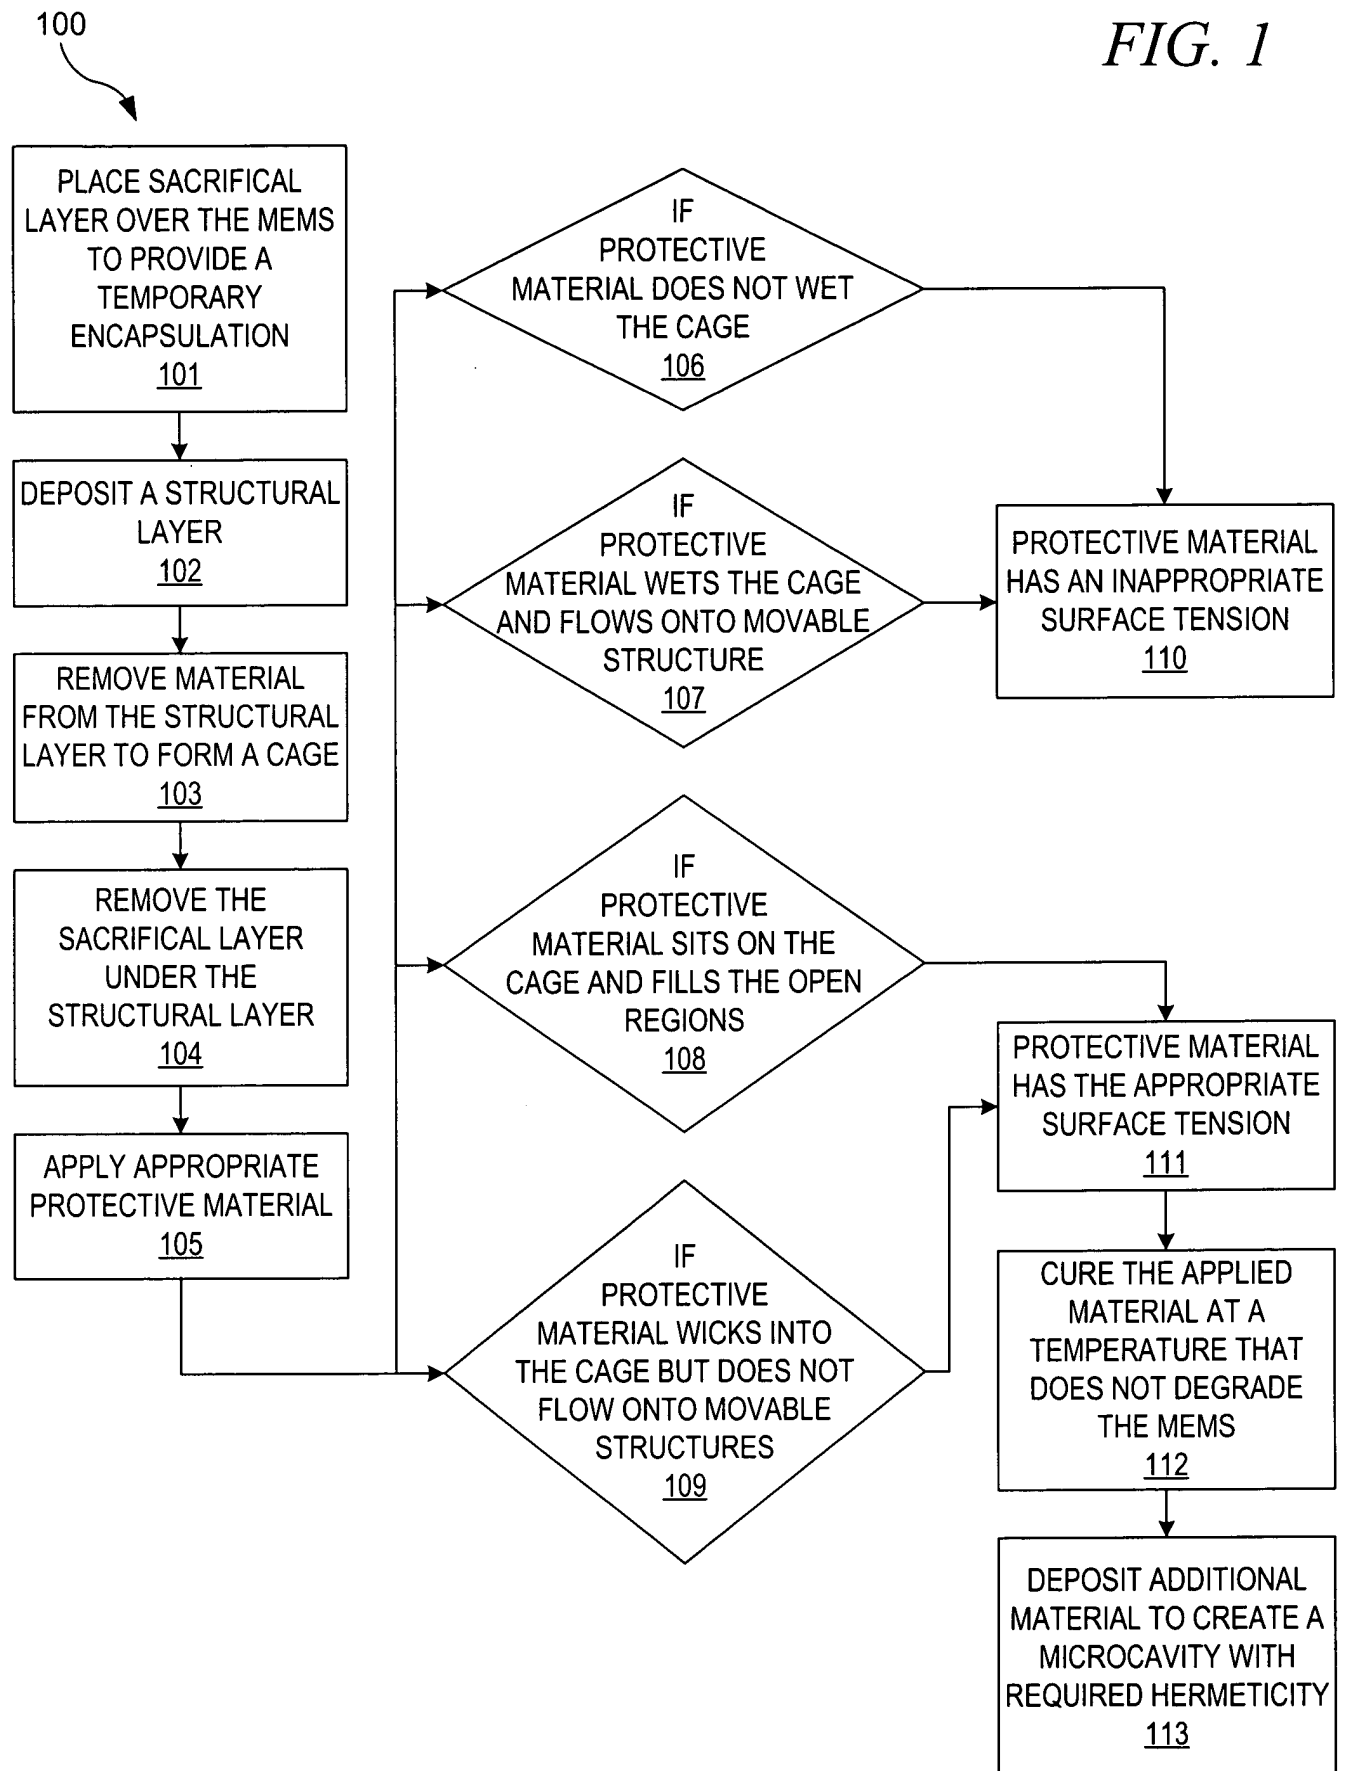 100
FIG. 1
PLACE SACRIFICAL
LAYER OVER THE MEMS
TO PROVIDE A
TEMPORARY
ENCAPSULATION
101
DEPOSIT A STRUCTURAL
LAYER
102
REMOVE MATERIAL
FROM THE STRUCTURAL
LAYER TO FORM A CAGE
103
REMOVE THE
SACRIFICAL LAYER
UNDER THE
STRUCTURAL LAYER
104
APPLY APPROPRIATE
PROTECTIVE MATERIAL
105
IF
PROTECTIVE
MATERIAL DOES NOT WET
THE CAGE
106
IF
PROTECTIVE
MATERIAL WETS THE CAGE
AND FLOWS ONTO MOVABLE
STRUCTURE
107
IF
PROTECTIVE
MATERIAL SITS ON THE
CAGE AND FILLS THE OPEN
REGIONS
108
IF
PROTECTIVE
MATERIAL WICKS INTO
THE CAGE BUT DOES NOT
FLOW ONTO MOVABLE
STRUCTURES
109
PROTECTIVE MATERIAL
HAS AN INAPPROPRIATE
SURFACE TENSION
110
PROTECTIVE MATERIAL
HAS THE APPROPRIATE
SURFACE TENSION
111
CURE THE APPLIED
MATERIAL AT A
TEMPERATURE THAT
DOES NOT DEGRADE
THE MEMS
112
DEPOSIT ADDITIONAL
MATERIAL TO CREATE A
MICROCAVITY WITH
REQUIRED HERMETICITY
113